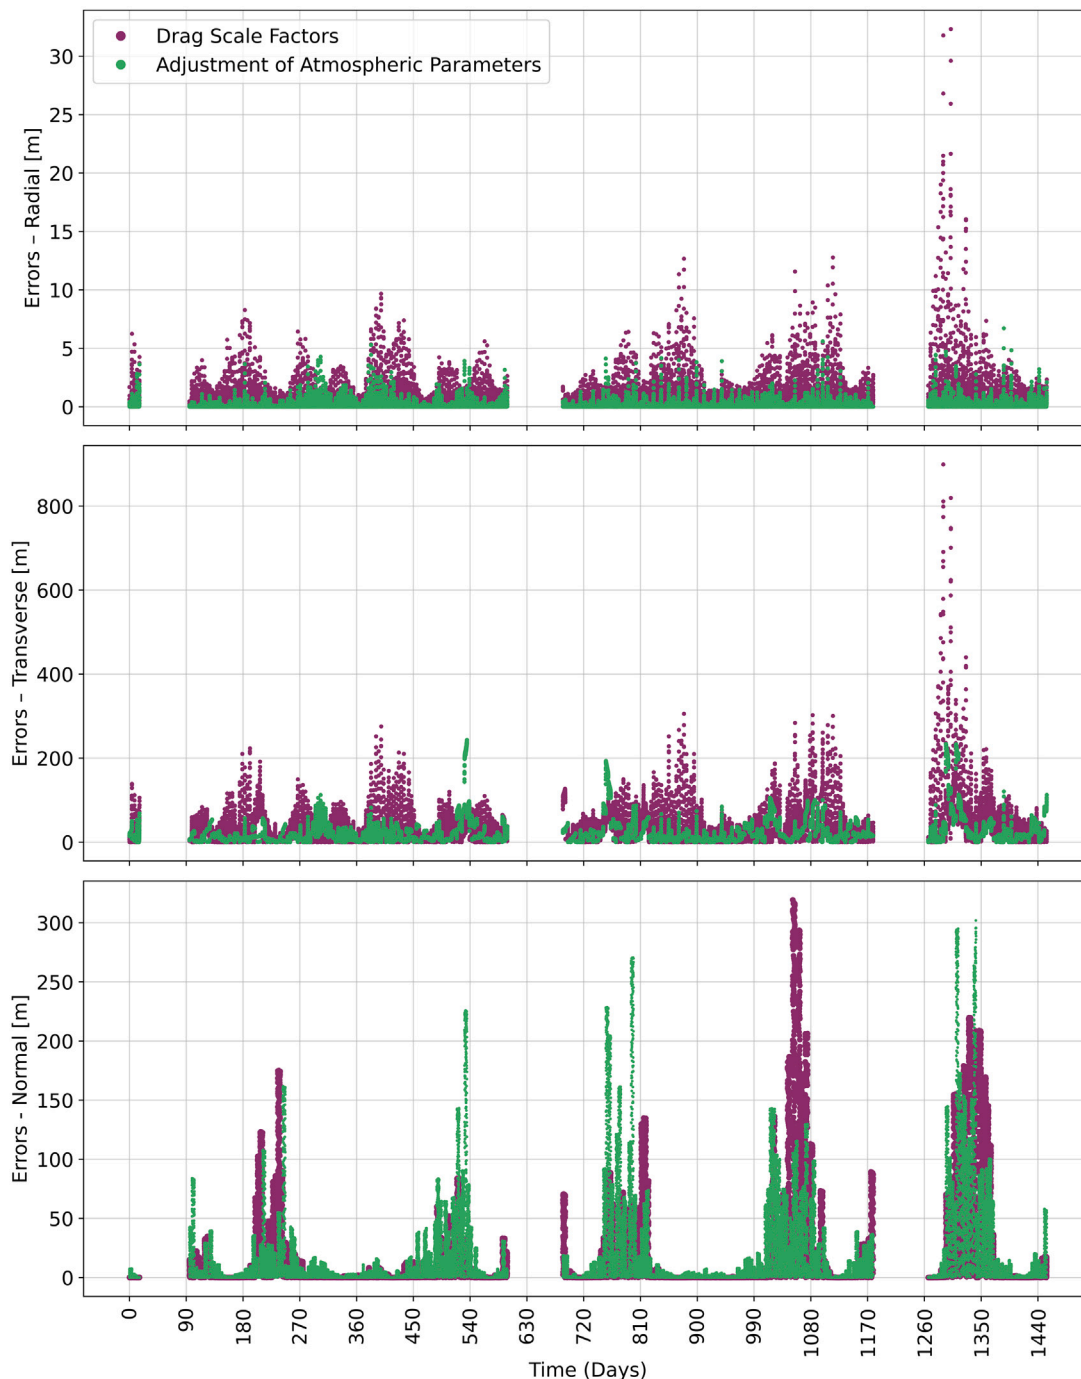 Drag Scale Factors
Adjustment of Atmospheric Parameters
Errors – Radial [m]
30
25
20
15
10
5
0
Errors – Transverse [m]
800
600
400
200
0
Errors - Normal [m]
300
250
200
150
100
50
0
0 90 180 270 360 450 540 630 720 810 900 990 1080 1170 1260 1350 1440
Time (Days)